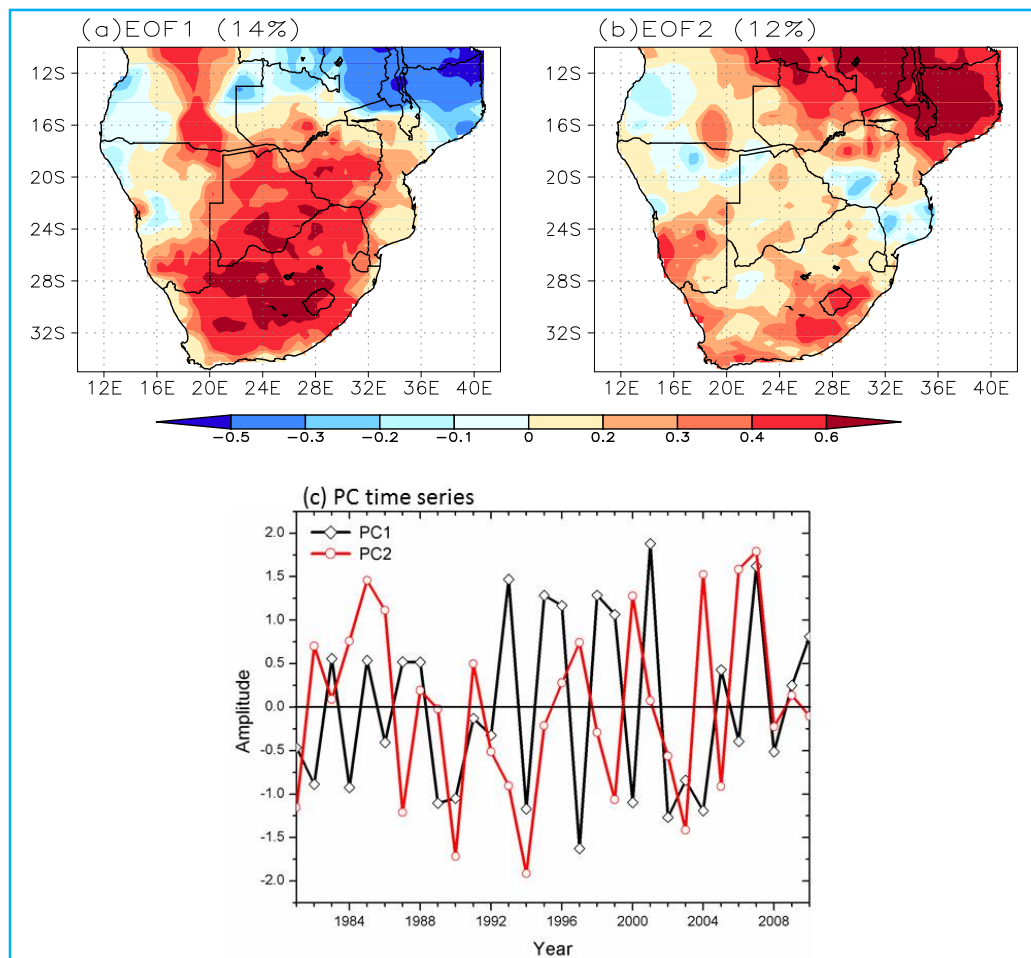 (a)EOF1 (14%)
(b)EOF2 (12%)
12S
16S
20S
24S
28S
32S
12E 16E 20E 24E 28E 32E 36E 42E
12S
16S
20S
24S
28S
32S
12E 16E 20E 24E 28E 32E 36E 42E
-0.5 -0.3 -0.2 -0.1 0 0.2 0.3 0.4 0.6
(c) PC time series
PC1
PC2
2.0
1.5
1.0
0.5
0.0
-0.5
-1.0
-1.5
-2.0
Amplitude
1984 1988 1992 1996 2000 2004 2008
Year